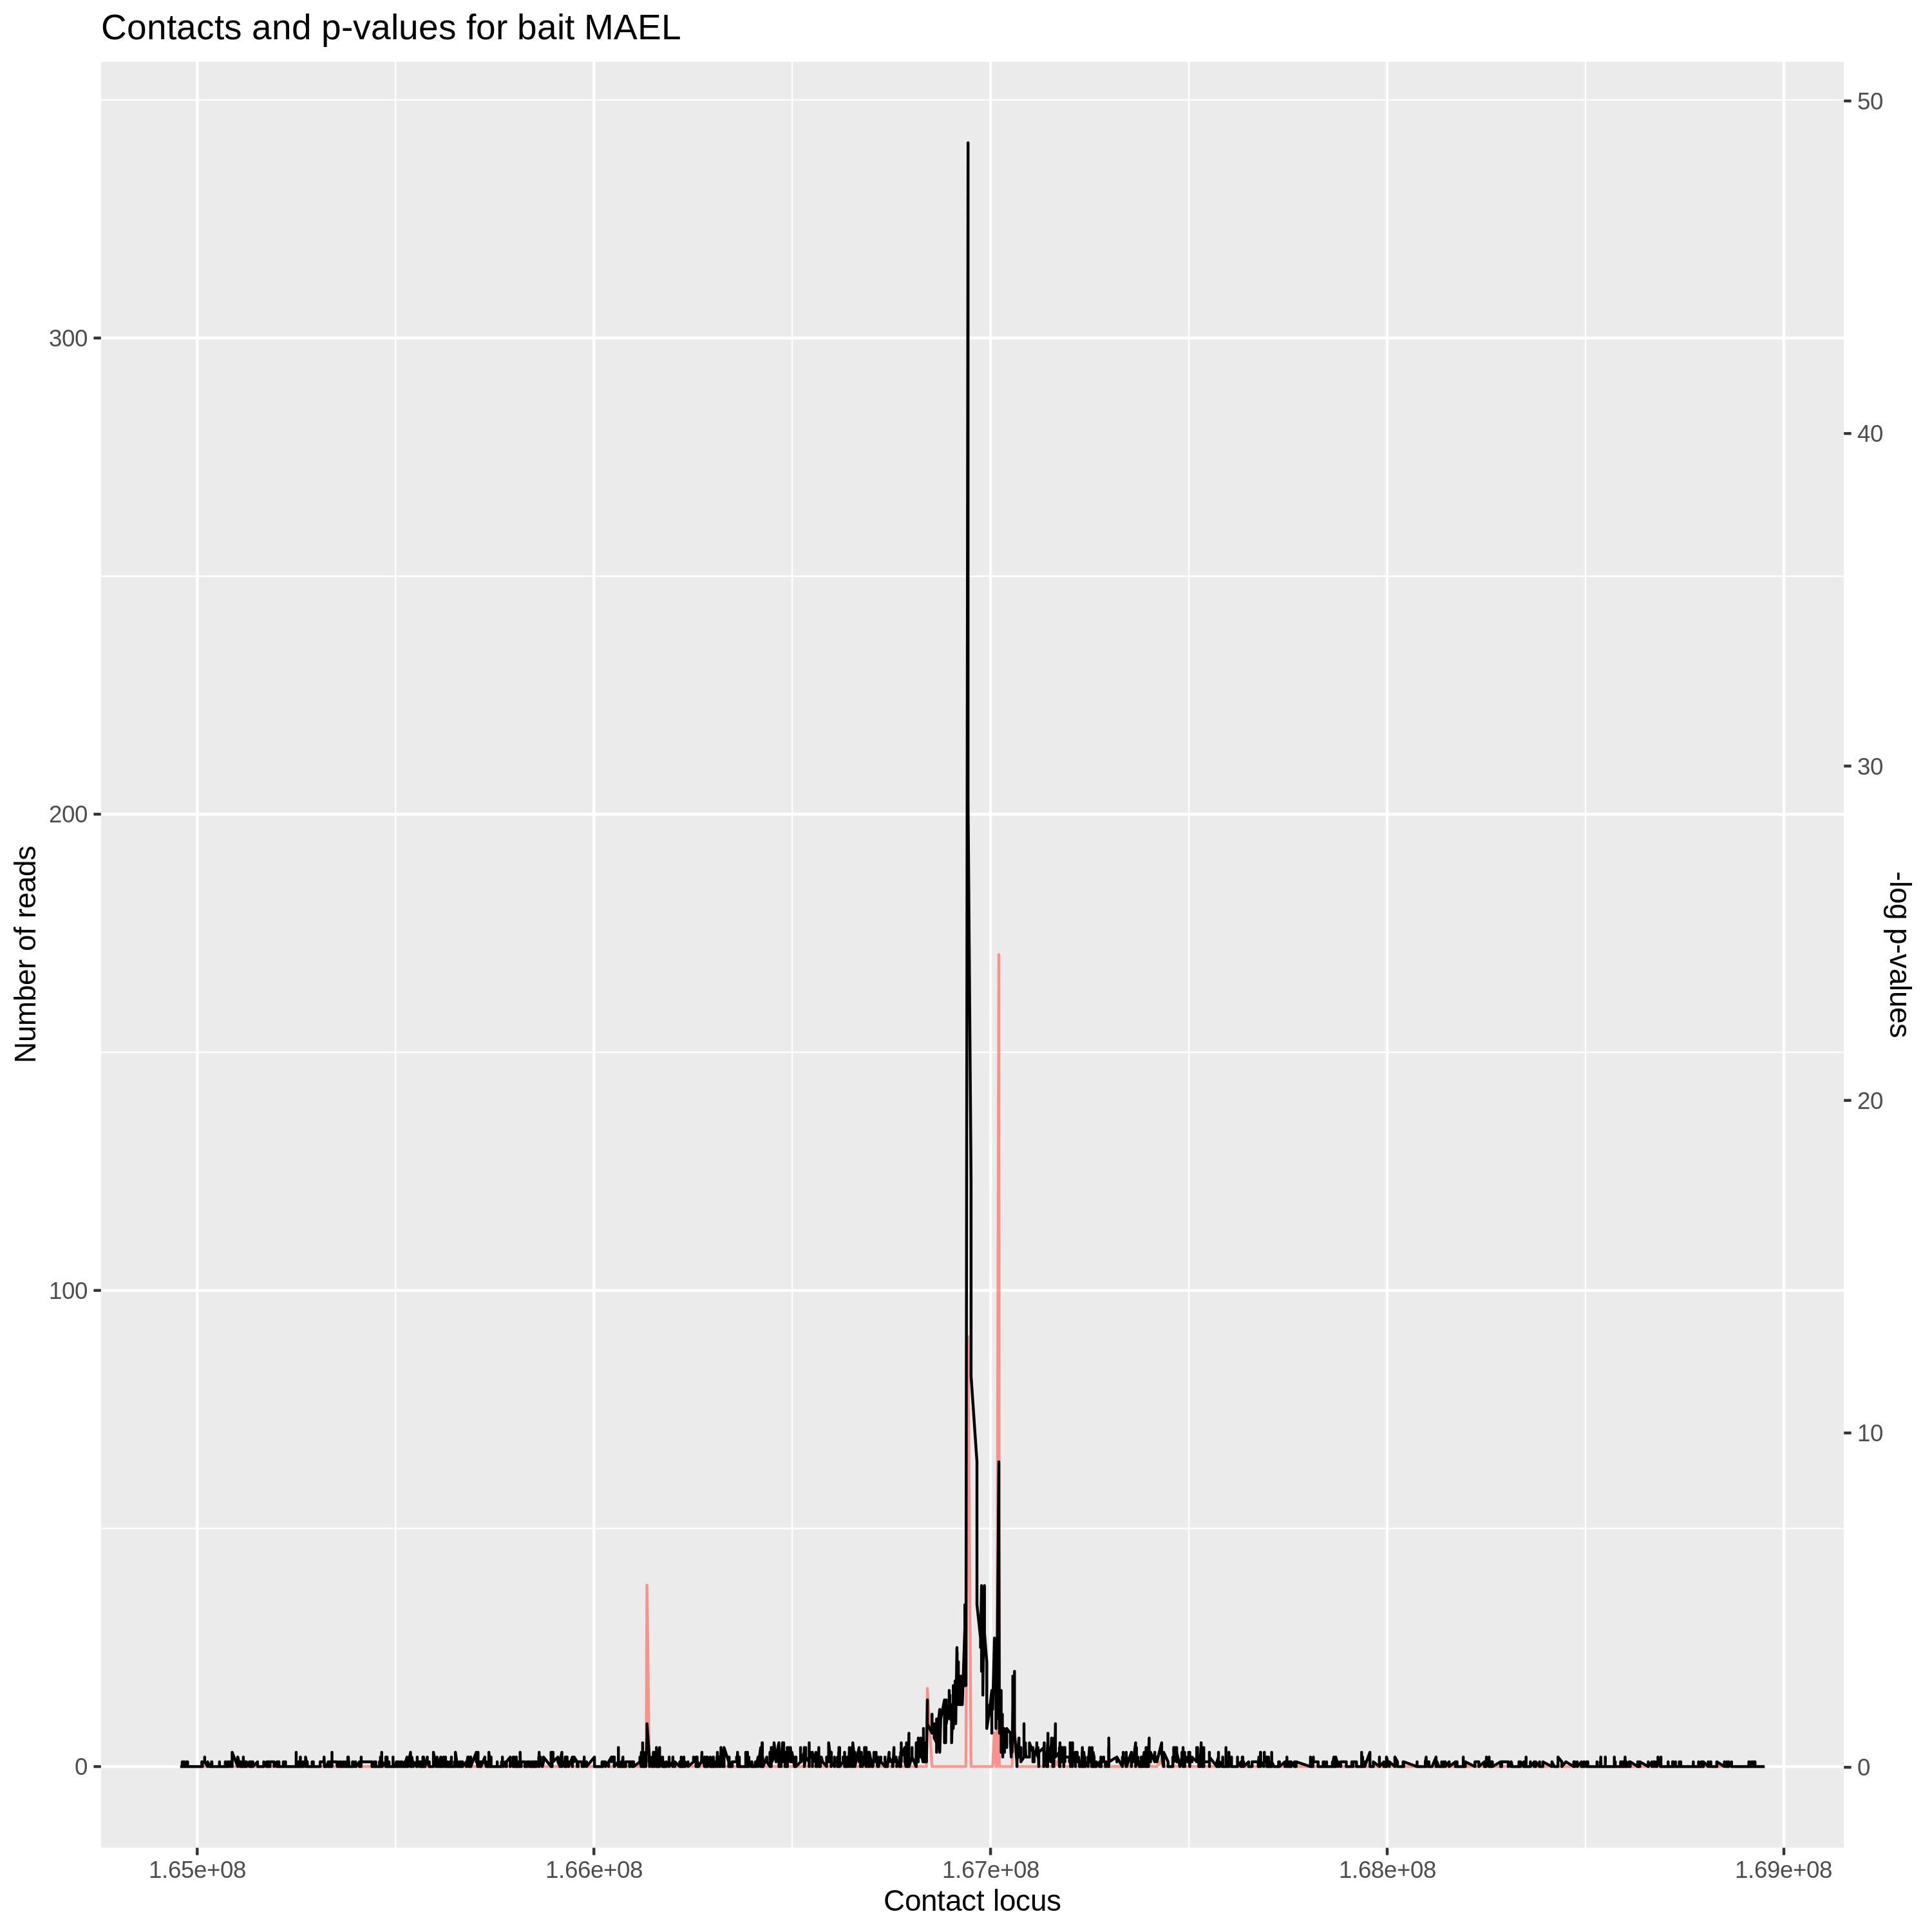 Contacts and p-values for bait MAEL
Number of reads
300
200
100
0
50
40
30
20
10
0
-log p-values
1.65e+08 1.66e+08 1.67e+08 1.68e+08 1.69e+08
Contact locus